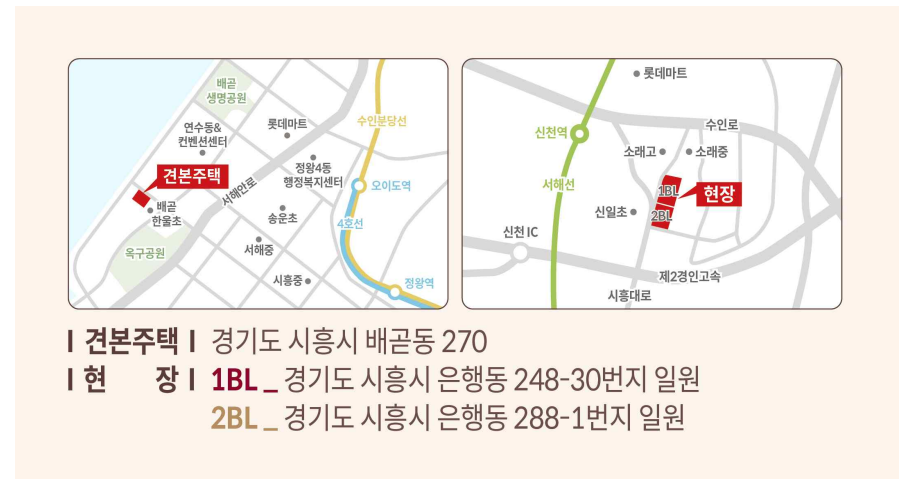 배곧
생명공원
연수동&
컨벤션센터
롯데마트
수인분당선
정왕4동
행정복지센터
견본주택
오이도역
서해안로
배곧
한울초
송운초
4호선
옥구공원
서해중
시흥중
정왕역
롯데마트
신천역
수인로
소래고
소래중
서해선
1BL
현장
신일초
2BL
신천 IC
제2경인고속
시흥대로
I 견본주택 I 경기도 시흥시 배곧동 270
I 현 장 I 1BL _ 경기도 시흥시 은행동 248-30번지 일원
2BL _ 경기도 시흥시 은행동 288-1번지 일원